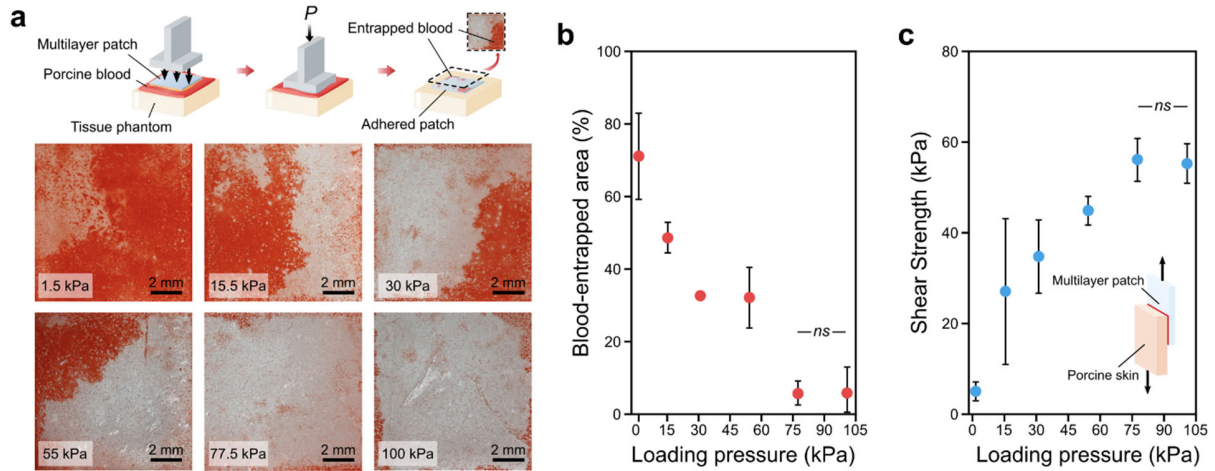 a
P
Multilayer patch
Porcine blood
Tissue phantom
Entrapped blood
Adhered patch
1.5 kPa
2 mm
15.5 kPa
2 mm
30 kPa
2 mm
55 kPa
2 mm
77.5 kPa
2 mm
100 kPa
2 mm
b
Blood-entrapped area (%)
100
80
60
40
20
0
ns
0 15 30 45 60 75 90 105
Loading pressure (kPa)
c
Shear Strength (kPa)
80
60
40
20
0
ns
Multilayer patch
Porcine skin
0 15 30 45 60 75 90 105
Loading pressure (kPa)